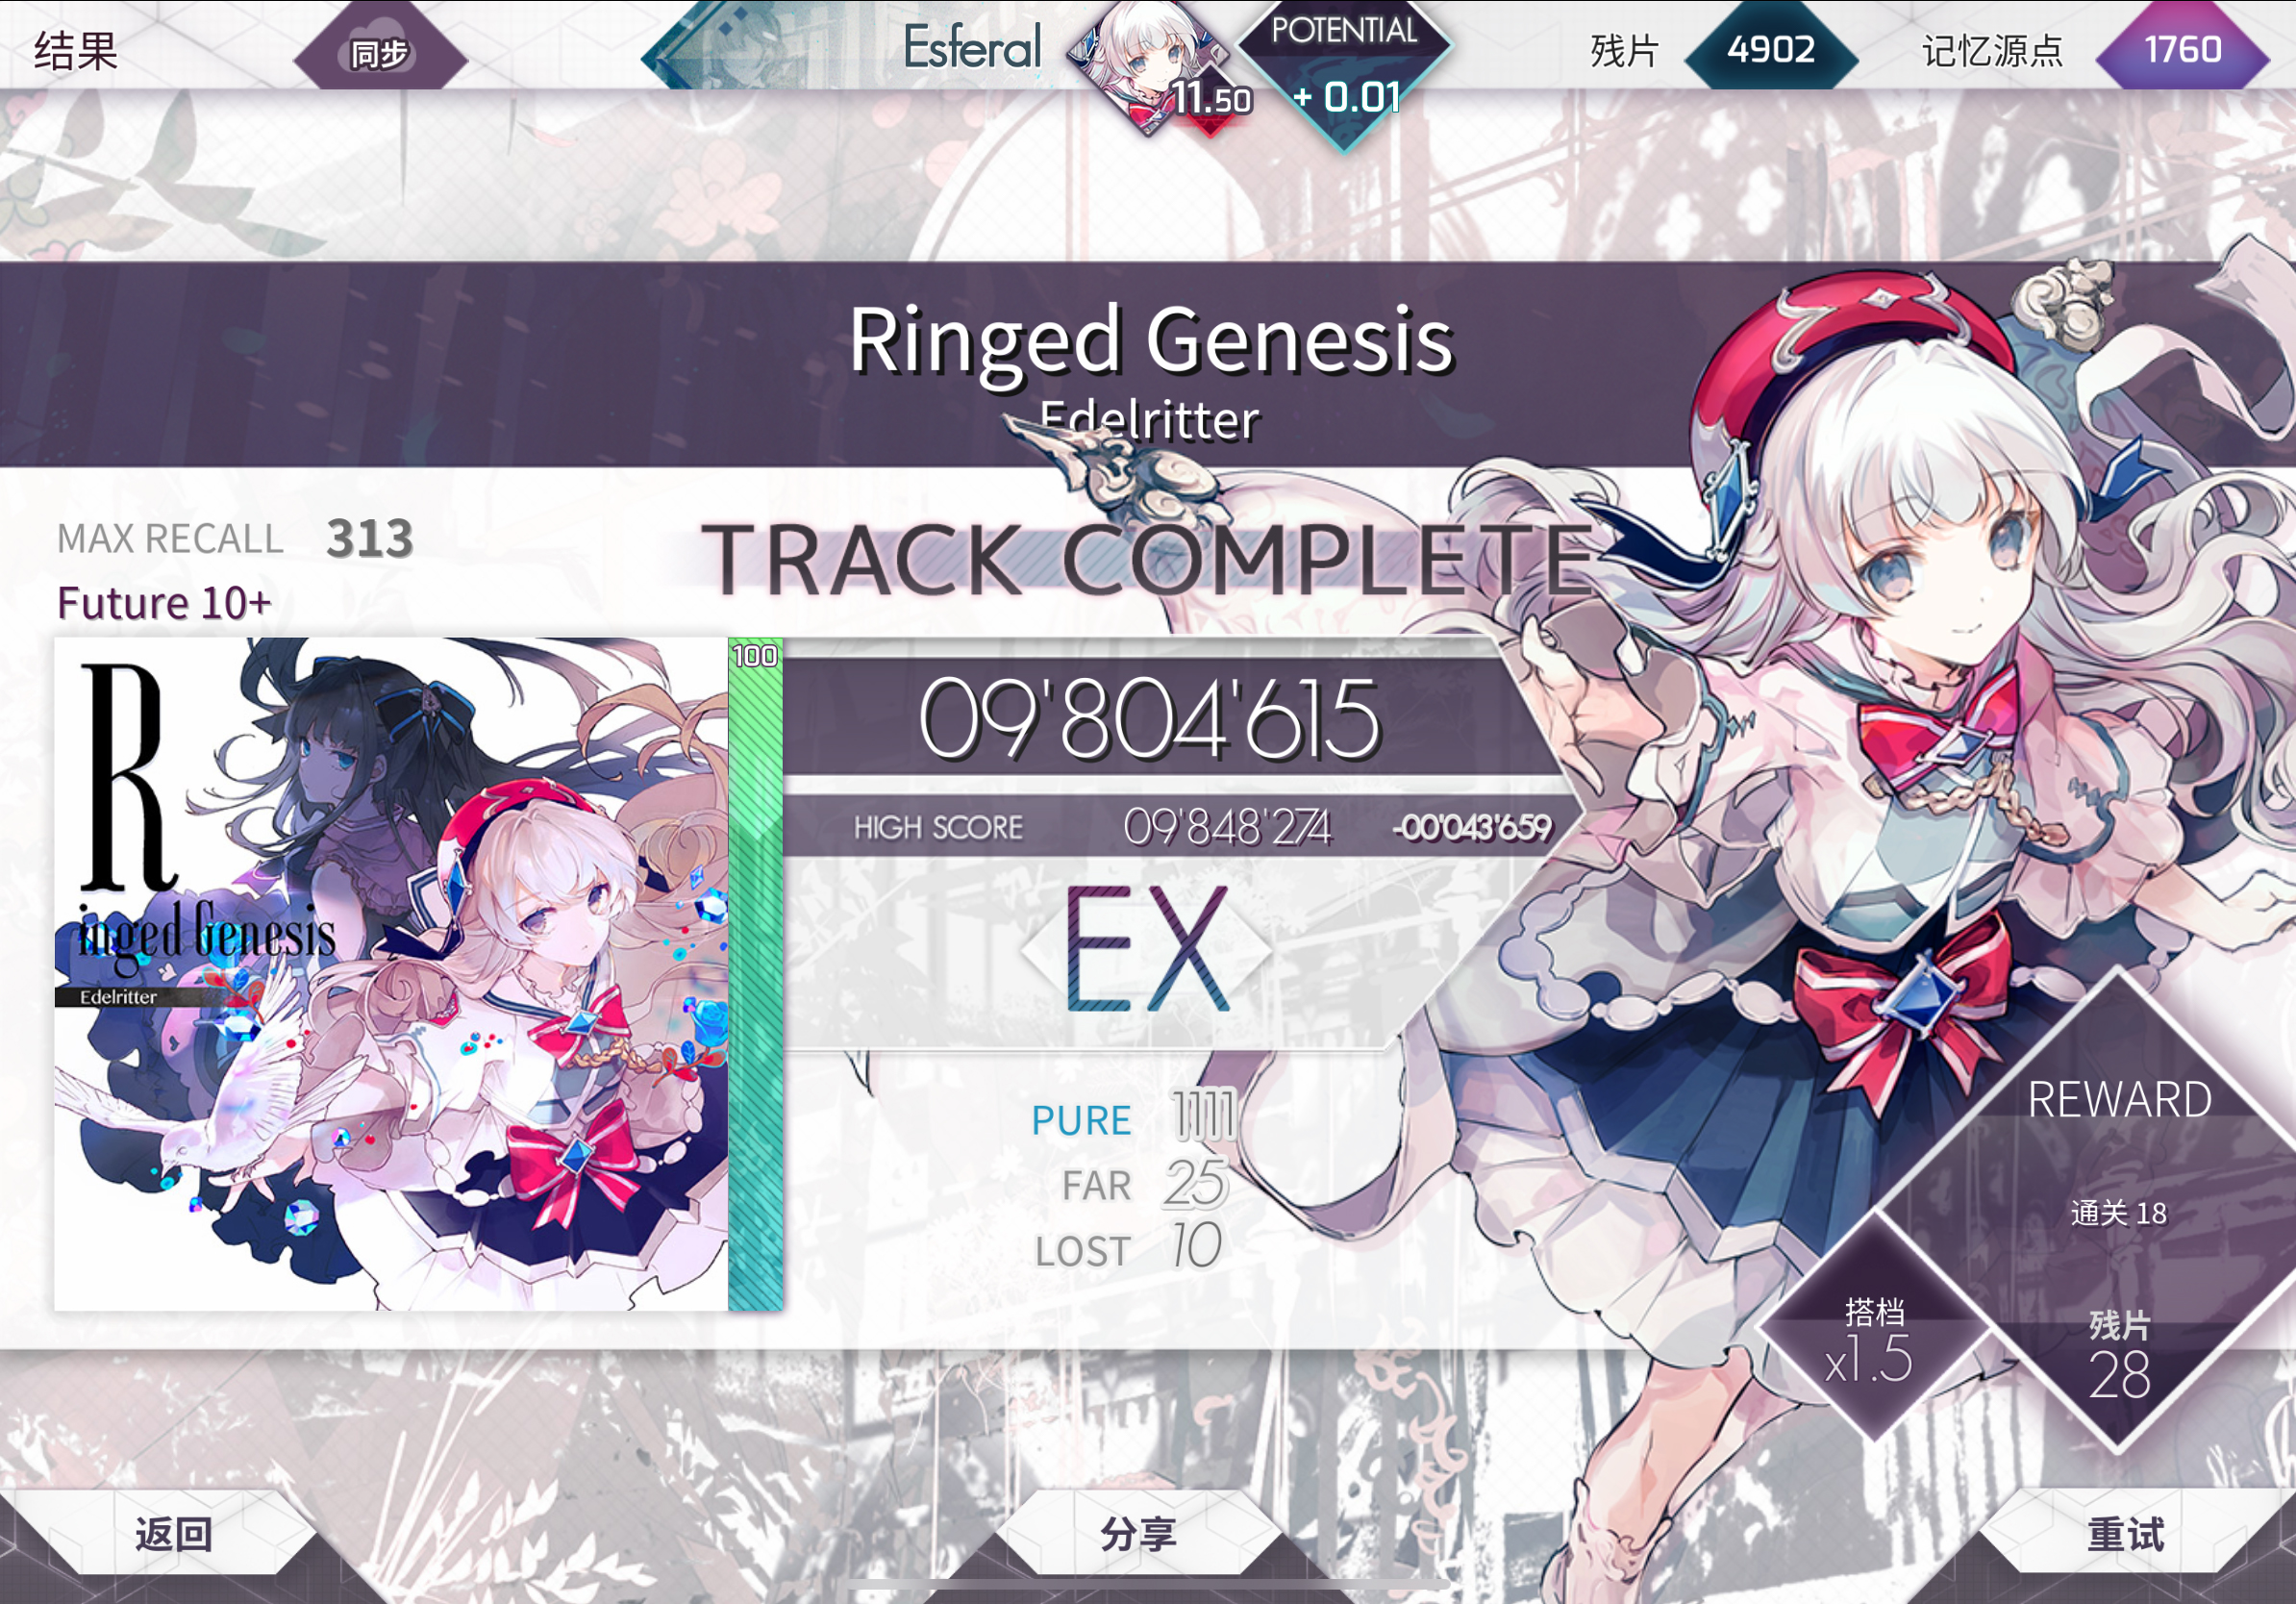 结果
同步
Esferal
11.50
POTENTIAL
+ 0.01
残片
4902
记忆源点
1760
Ringed Genesis
Edelritter
MAX RECALL 313
TRACK COMPLETE
Future 10+
100
Ringed Genesis
Edelritter
09'804'615
HIGH SCORE 09'848'274 -00'043'659
EX
PURE 1111
FAR 25
LOST 10
REWARD
通关 18
搭档
x1.5
残片
28
返回
分享
重试